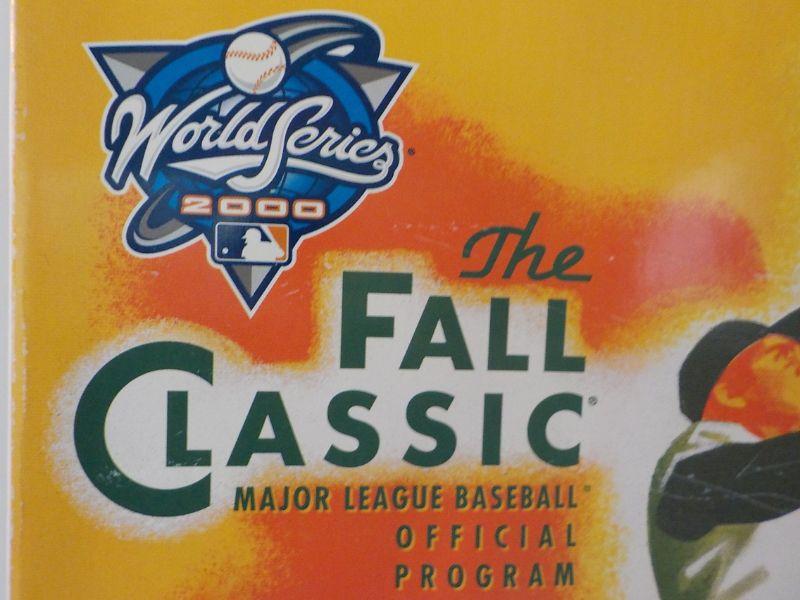 World Series
2000
The
FALL
CLASSIC®
MAJOR LEAGUE BASEBALL®
OFFICIAL
PROGRAM